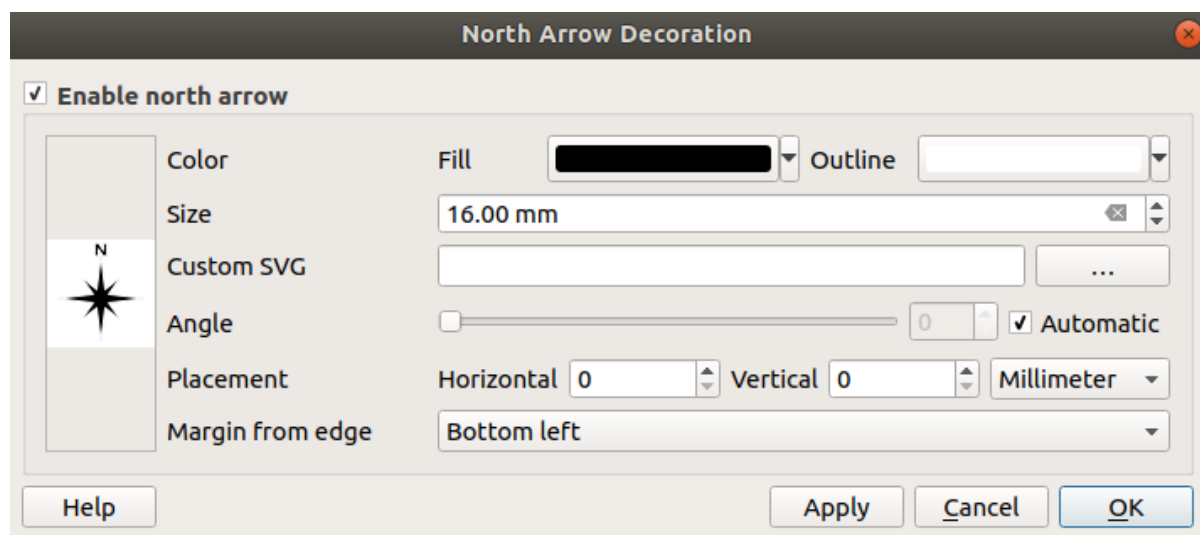 North Arrow Decoration
Enable north arrow
Color Fill Outline
Size 16.00 mm
N
Custom SVG ...
Angle 0 Automatic
Placement Horizontal 0 Vertical 0 Millimeter
Margin from edge Bottom left
Help Apply Cancel OK